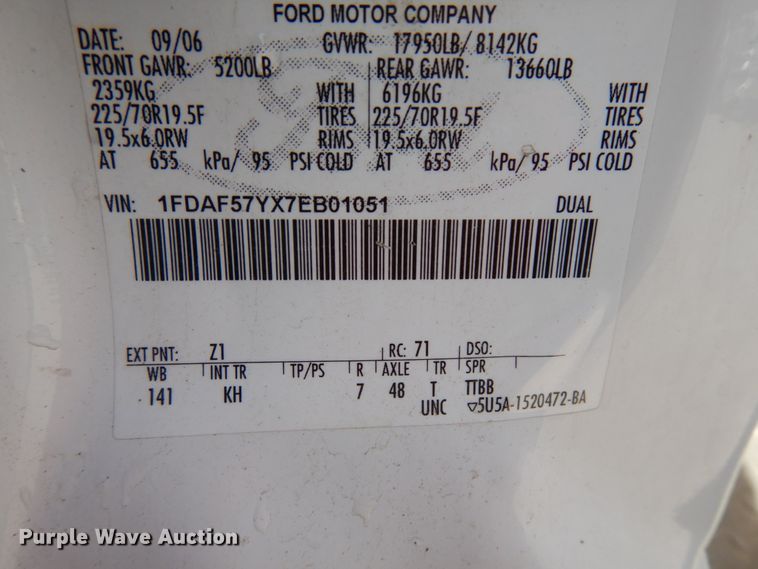 FORD MOTOR COMPANY
DATE: 09/06 GVWR: 17950LB/ 8142KG
FRONT GAWR: 5200LB REAR GAWR: 13660LB
2359KG WITH 6196KG WITH
225/70R19.5F TIRES 225/70R19.5F TIRES
19.5x6.0RW RIMS 19.5x6.0RW RIMS
AT 655 kPa/ 95 PSI COLD AT 655 kPa/ 95 PSI COLD
VIN: 1FDAF57YX7EB01051 DUAL
EXT PNT: Z1 RC: 71 DSO:
WB INT TR TP/PS R AXLE TR SPR
141 KH 7 48 T TTBB
UNC ▽5U5A-1520472-BA
Purple Wave Auction